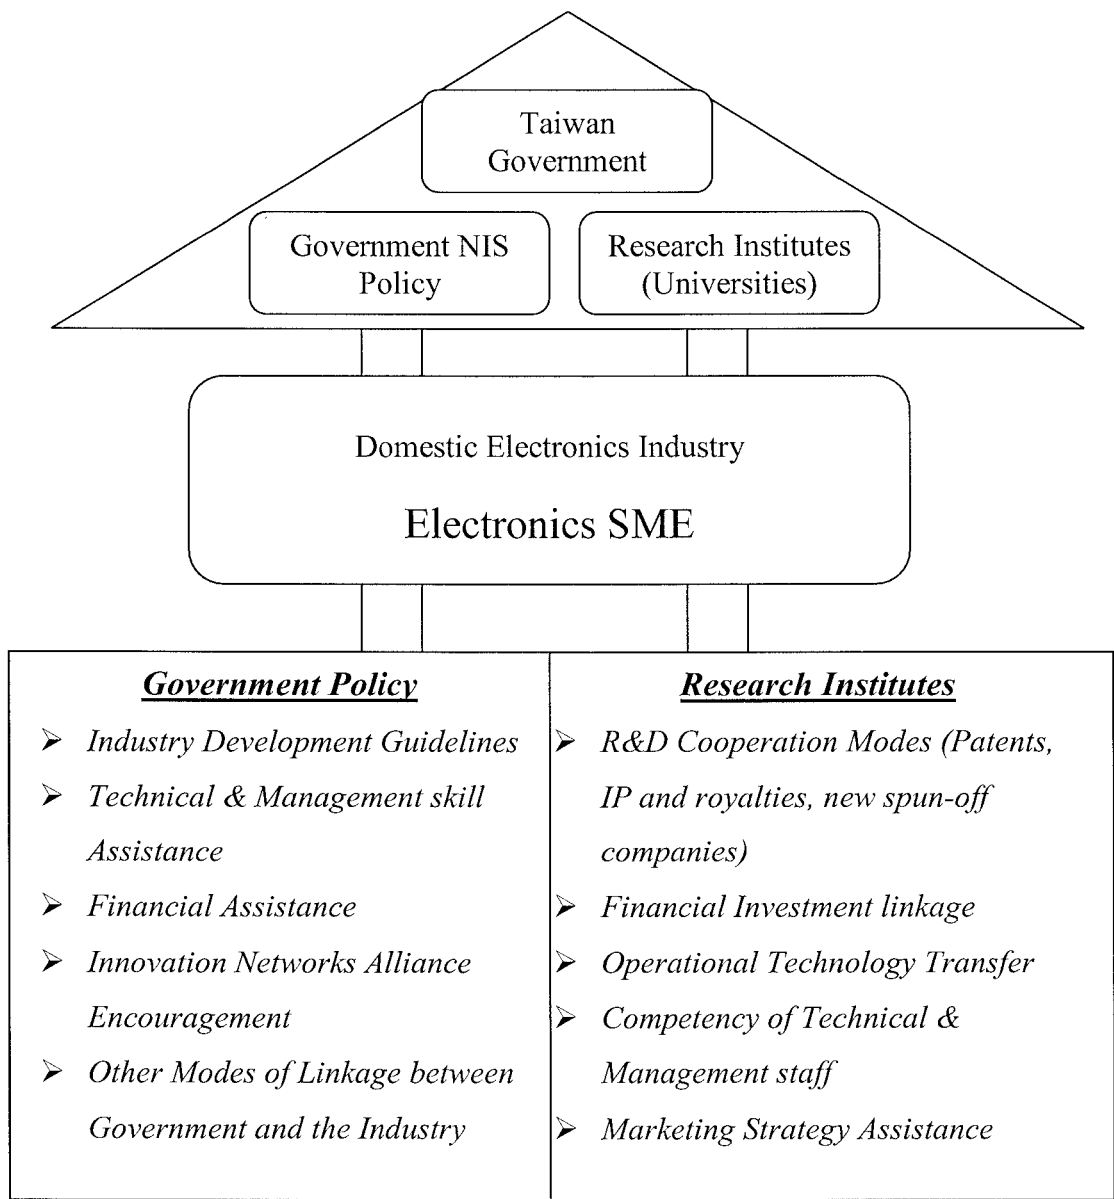 Taiwan
Government
Government NIS
Policy
Research Institutes
(Universities)
Domestic Electronics Industry
Electronics SME
Government Policy
➢ Industry Development Guidelines
➢ Technical & Management skill
Assistance
➢ Financial Assistance
➢ Innovation Networks Alliance
Encouragement
➢ Other Modes of Linkage between
Government and the Industry
Research Institutes
➢ R&D Cooperation Modes (Patents,
IP and royalties, new spun-off
companies)
➢ Financial Investment linkage
➢ Operational Technology Transfer
➢ Competency of Technical &
Management staff
➢ Marketing Strategy Assistance